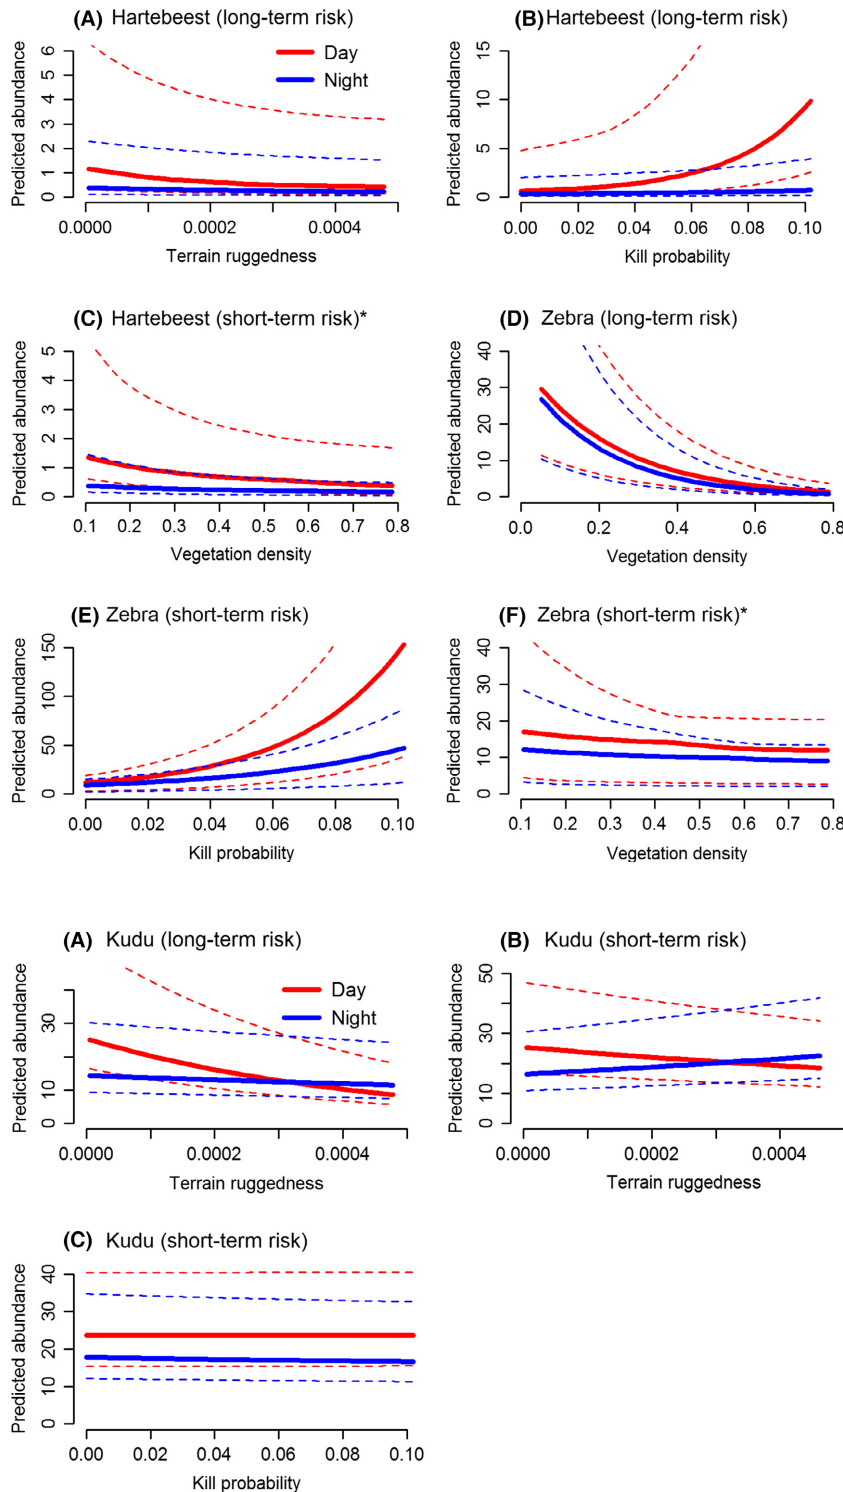 (A) Hartebeest (long-term risk)
Predicted abundance
0 1 2 3 4 5 6
Day
Night
0.0000 0.0002 0.0004
Terrain ruggedness
(B) Hartebeest (long-term risk)
Predicted abundance
0 5 10 15
0.00 0.02 0.04 0.06 0.08 0.10
Kill probability
(C) Hartebeest (short-term risk)*
Predicted abundance
0 1 2 3 4 5
0.1 0.2 0.3 0.4 0.5 0.6 0.7 0.8
Vegetation density
(D) Zebra (long-term risk)
Predicted abundance
0 10 20 30 40
0.0 0.2 0.4 0.6 0.8
Vegetation density
(E) Zebra (short-term risk)
Predicted abundance
0 50 100 150
0.00 0.02 0.04 0.06 0.08 0.10
Kill probability
(F) Zebra (short-term risk)*
Predicted abundance
0 10 20 30 40
0.1 0.2 0.3 0.4 0.5 0.6 0.7 0.8
Vegetation density
(A) Kudu (long-term risk)
Predicted abundance
0 10 30
Day
Night
0.0000 0.0002 0.0004
Terrain ruggedness
(B) Kudu (short-term risk)
Predicted abundance
0 10 30 50
0.0000 0.0002 0.0004
Terrain ruggedness
(C) Kudu (short-term risk)
Predicted abundance
0 10 20 30 40
0.00 0.02 0.04 0.06 0.08 0.10
Kill probability